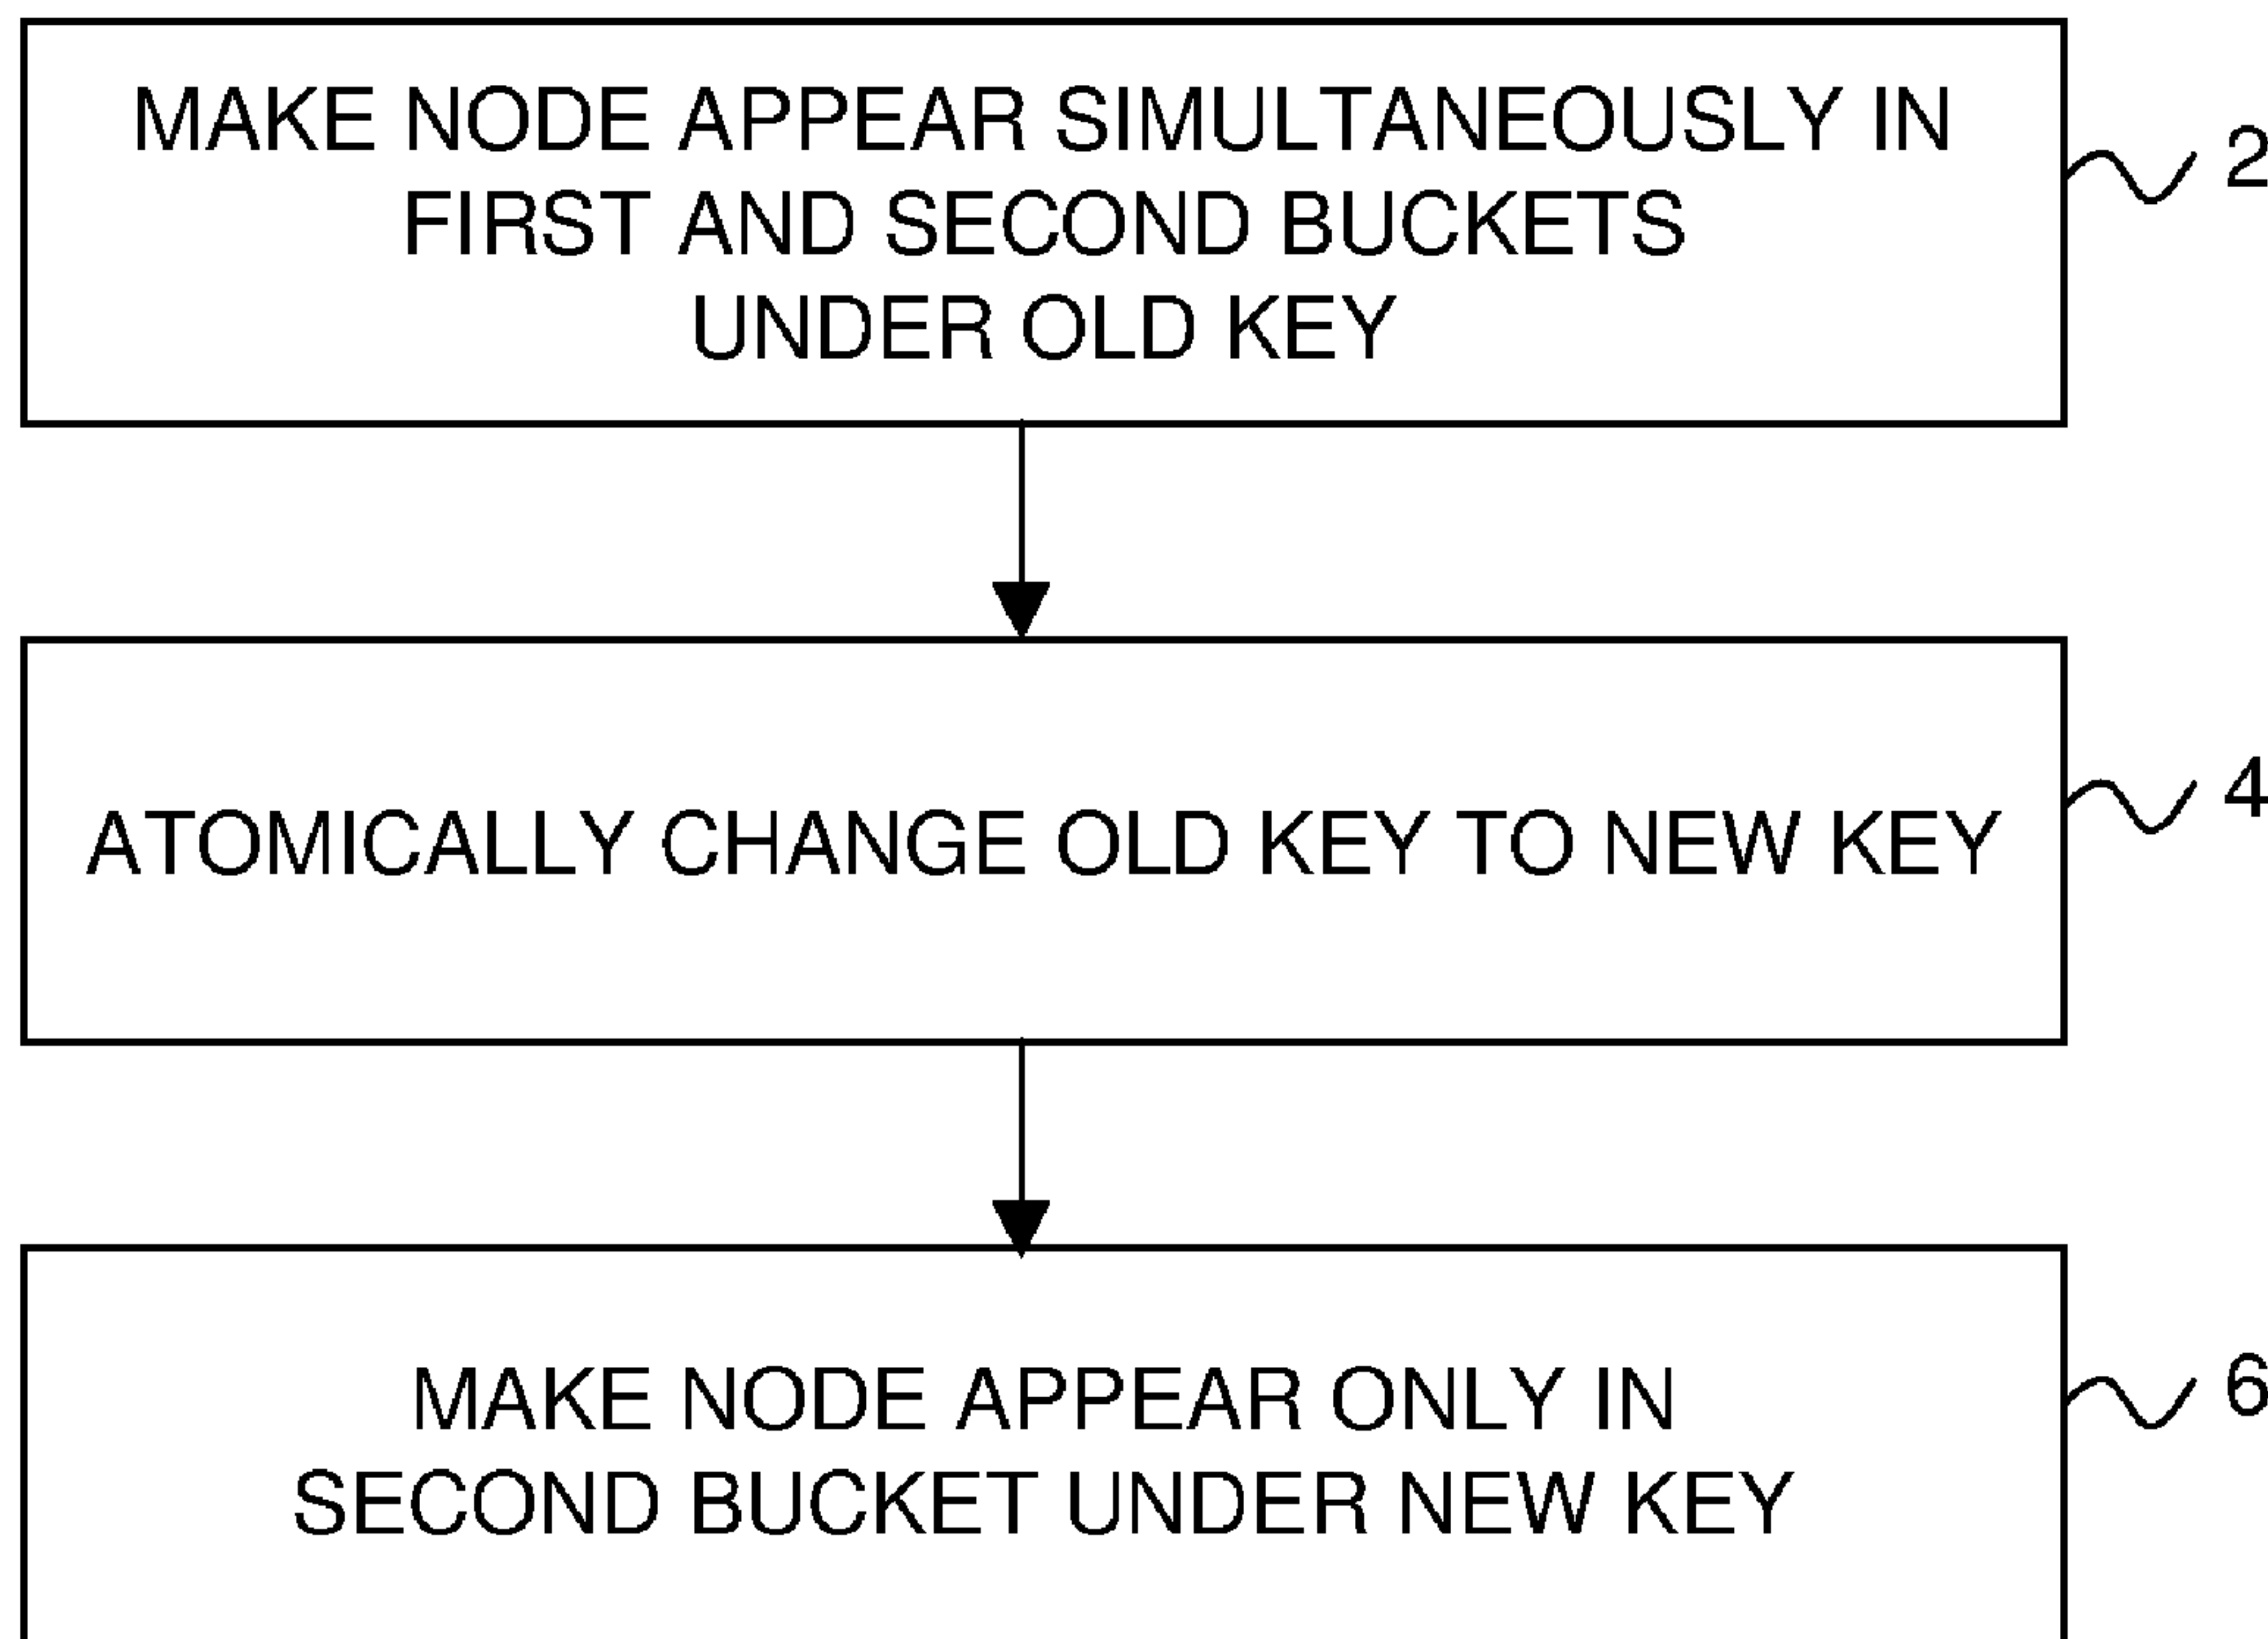 MAKE NODE APPEAR SIMULTANEOUSLY IN
FIRST AND SECOND BUCKETS
UNDER OLD KEY
2
ATOMICALLY CHANGE OLD KEY TO NEW KEY
4
MAKE NODE APPEAR ONLY IN
SECOND BUCKET UNDER NEW KEY
6